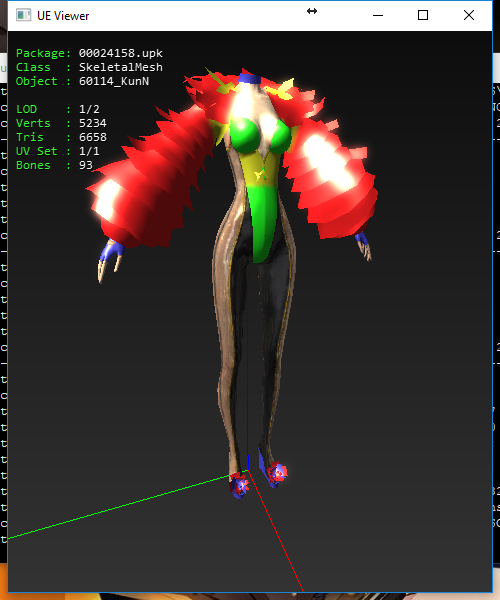 UE Viewer
Package: 00024158.upk
Class : SkeletalMesh
Object : 60114_KunN
LOD : 1/2
Verts : 5234
Tris : 6658
UV Set : 1/1
Bones : 93